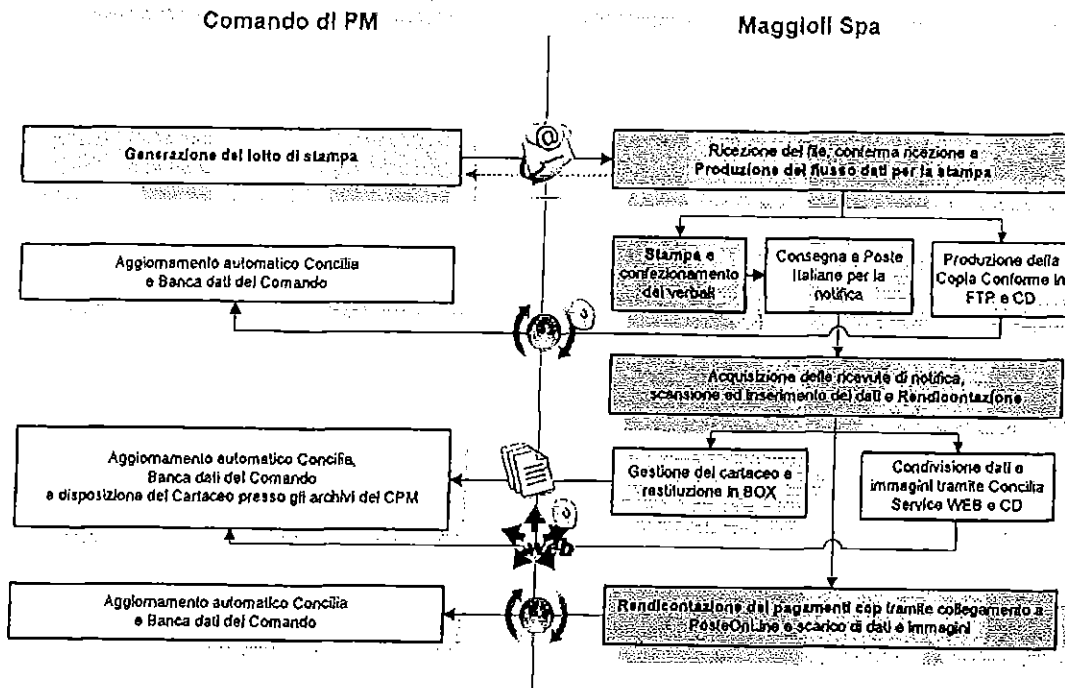 Comando di PM
Maggioli Spa
Generazione del lotto di stampa
@
Ricezione del file, conferma ricezione e
Produzione del flusso dati per la stampa
Aggiornamento automatico Concilia
e Banca dati del Comando
Stampa e
confezionamento
dei verbali
Consegna a Poste
Italiane per la
notifica
Produzione della
Copia Conforme in
FTP e CD
Acquisizione delle ricevute di notifica,
scansione ed inserimento dei dati e Rendicontazione
Aggiornamento automatico Concilia,
Banca dati del Comando
e disposizione del Cartaceo presso gli archivi del CPM
Gestione del cartaceo e
restituzione in BOX
Condivisione dati e
immagini tramite Concilia
Service WEB e CD
Web
Aggiornamento automatico Concilia
e Banca dati del Comando
Rendicontazione dei pagamenti ccp tramite collegamento a
PosteOnLine e scarico di dati e immagini